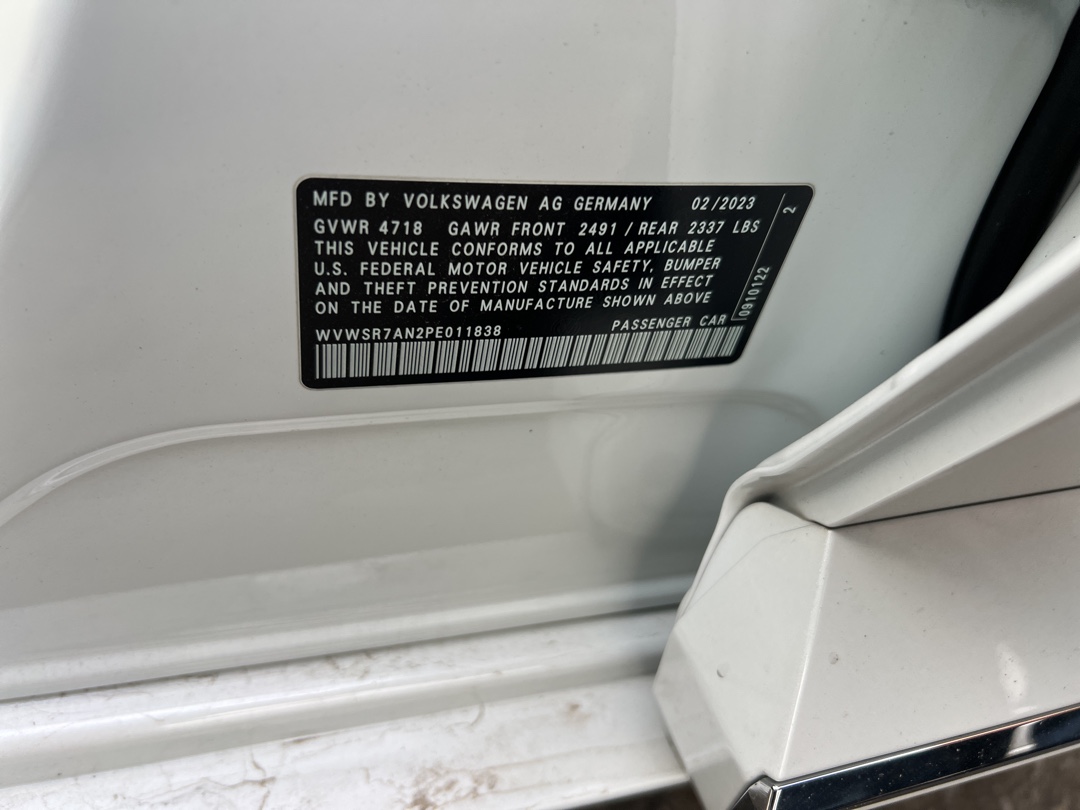 MFD BY VOLKSWAGEN AG GERMANY 02/2023
GVWR 4718 GAWR FRONT 2491 / REAR 2337 LBS
THIS VEHICLE CONFORMS TO ALL APPLICABLE
U.S. FEDERAL MOTOR VEHICLE SAFETY, BUMPER
AND THEFT PREVENTION STANDARDS IN EFFECT
ON THE DATE OF MANUFACTURE SHOWN ABOVE
WVWSR7AN2PE011838 PASSENGER CAR
0910122 2